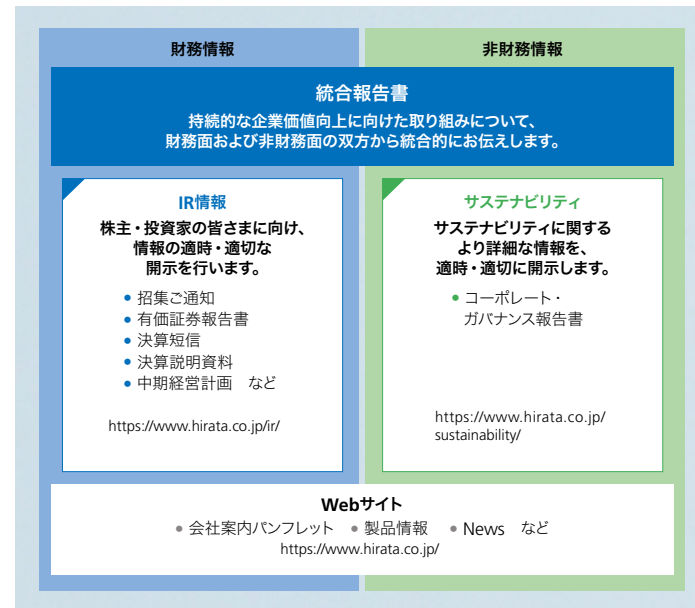 財務情報
非財務情報
統合報告書
持続的な企業価値向上に向けた取り組みについて、
財務面および非財務面の双方から統合的にお伝えします。
IR情報
株主・投資家の皆さまに向け、
情報の適時・適切な
開示を行います。
● 招集ご通知
● 有価証券報告書
● 決算短信
● 決算説明資料
● 中期経営計画　など
https://www.hirata.co.jp/ir/
サステナビリティ
サステナビリティに関する
より詳細な情報を、
適時・適切に開示します。
● コーポレート・
ガバナンス報告書
https://www.hirata.co.jp/
sustainability/
Webサイト
● 会社案内パンフレット　● 製品情報　● News　など
https://www.hirata.co.jp/